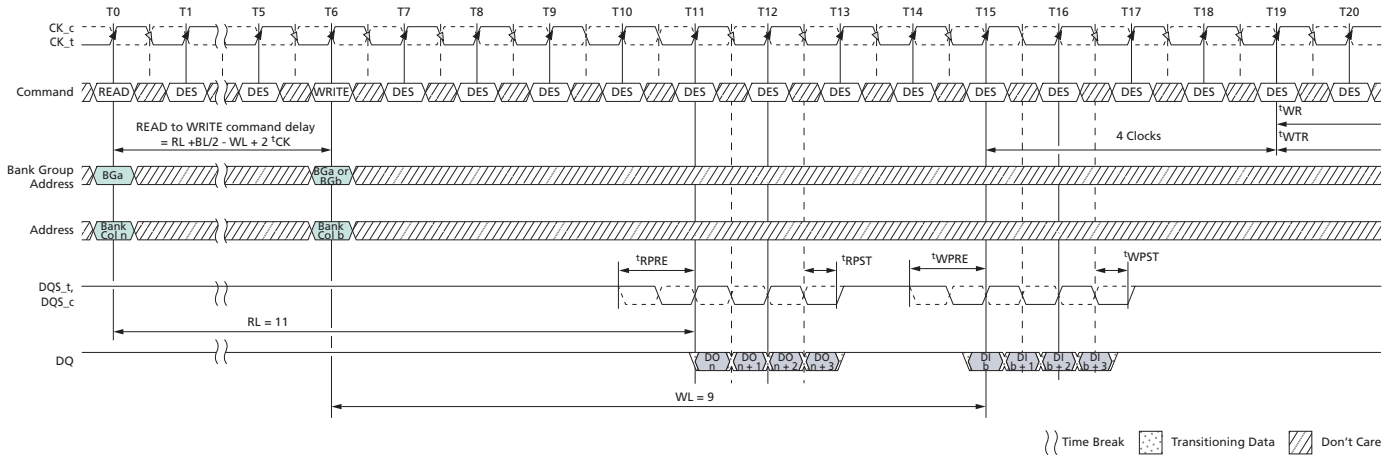 T0 T1 T5 T6 T7 T8 T9 T10 T11 T12 T13 T14 T15 T16 T17 T18 T19 T20
CK_c
CK_t
Command READ DES DES WRITE DES DES DES DES DES DES DES DES DES DES DES DES DES DES
tWR
READ to WRITE command delay
= RL +BL/2 - WL + 2 tCK
4 Clocks tWTR
Bank Group
Address
BGa
BGa or
BGb
Address
Bank
Col n
Bank
Col b
tRPRE tRPST tWPRE tWPST
DQS_t,
DQS_c
RL = 11
DQ
DO
n
DO
n + 1
DO
n + 2
DO
n + 3
DI
b
DI
b + 1
DI
b + 2
DI
b + 3
WL = 9
Time Break Transitioning Data Don't Care